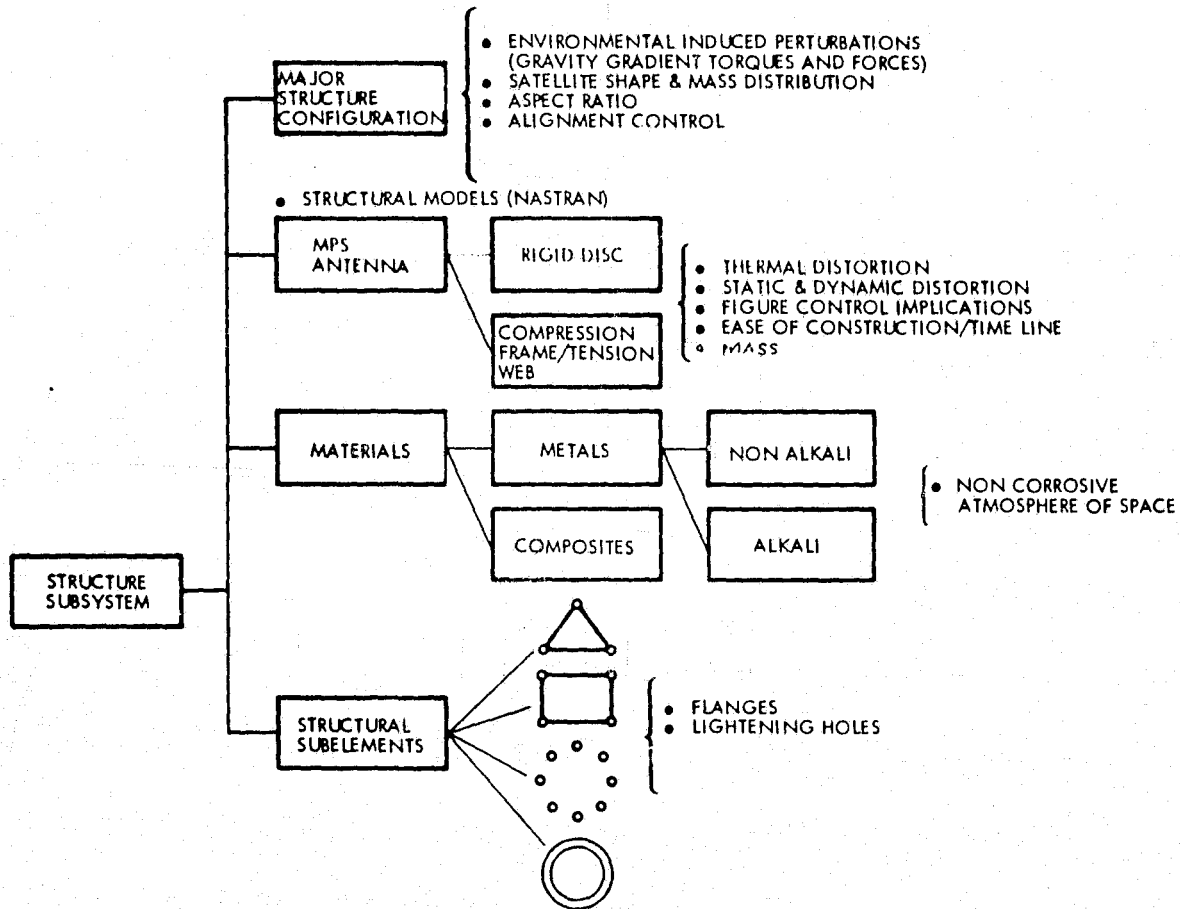 MAJOR
STRUCTURE
CONFIGURATION
• ENVIRONMENTAL INDUCED PERTURBATIONS
(GRAVITY GRADIENT TORQUES AND FORCES)
• SATELLITE SHAPE & MASS DISTRIBUTION
• ASPECT RATIO
• ALIGNMENT CONTROL
• STRUCTURAL MODELS (NASTRAN)
MPS
ANTENNA
RIGID DISC
COMPRESSION
FRAME/TENSION
WEB
• THERMAL DISTORTION
• STATIC & DYNAMIC DISTORTION
• FIGURE CONTROL IMPLICATIONS
• EASE OF CONSTRUCTION/TIME LINE
• MASS
MATERIALS
METALS
NON ALKALI
• NON CORROSIVE
ATMOSPHERE OF SPACE
COMPOSITES
ALKALI
STRUCTURE
SUBSYSTEM
STRUCTURAL
SUBELEMENTS
• FLANGES
• LIGHTENING HOLES